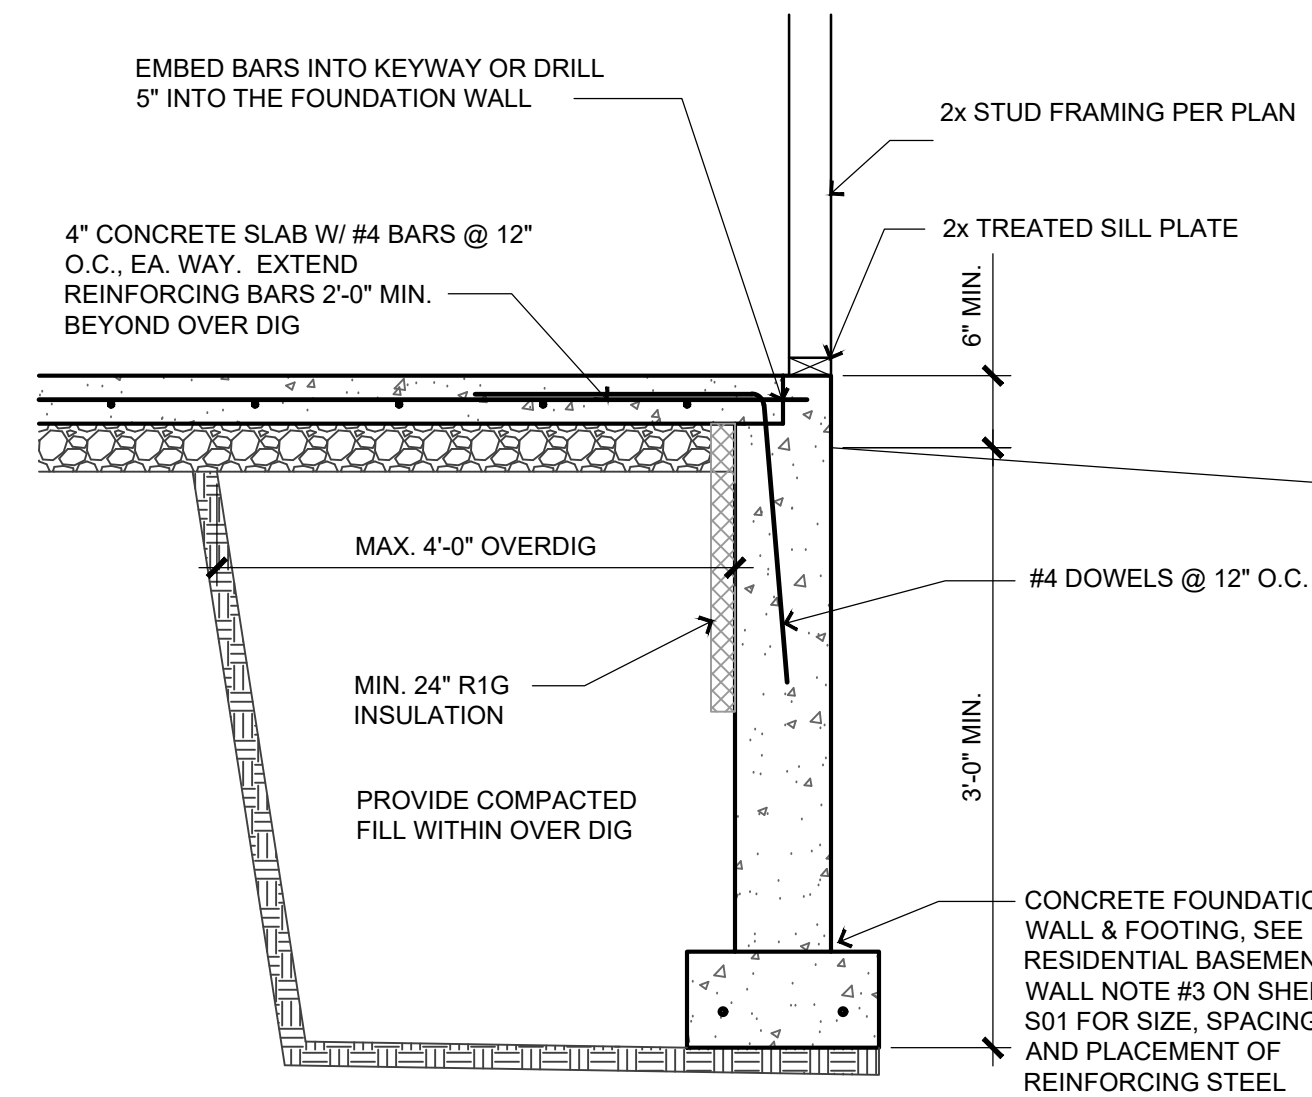 EMBED BARS INTO KEYWAY OR DRILL
5" INTO THE FOUNDATION WALL
2x STUD FRAMING PER PLAN
4" CONCRETE SLAB W/ #4 BARS @ 12"
O.C., EA. WAY. EXTEND
REINFORCING BARS 2'-0" MIN.
BEYOND OVER DIG
2x TREATED SILL PLATE
6" MIN.
MAX. 4'-0" OVERDIG
#4 DOWELS @ 12" O.C.
MIN. 24" R1G
INSULATION
3'-0" MIN.
PROVIDE COMPACTED
FILL WITHIN OVER DIG
CONCRETE FOUNDATIO
WALL & FOOTING, SEE
RESIDENTIAL BASEMEN
WALL NOTE #3 ON SHE
S01 FOR SIZE, SPACING
AND PLACEMENT OF
REINFORCING STEEL